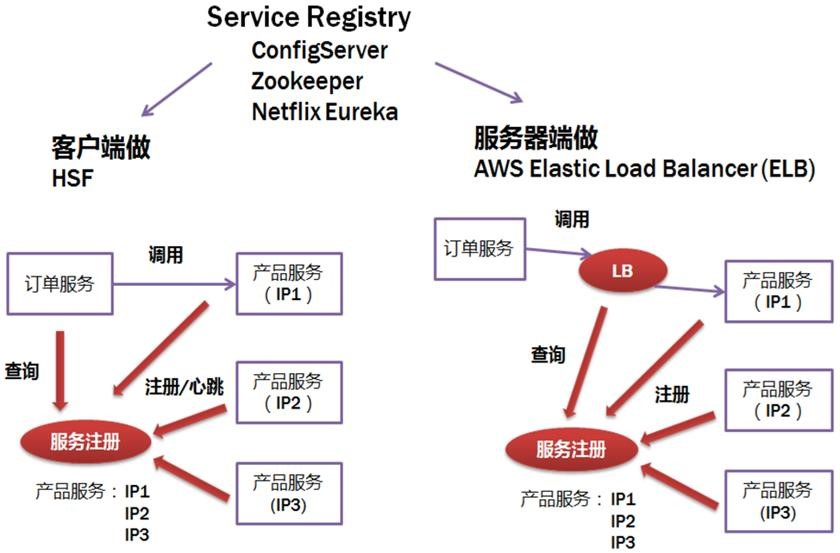 Service Registry
ConfigServer
Zookeeper
Netflix Eureka
客户端做
HSF
订单服务
调用
产品服务
（IP1）
查询
注册/心跳
产品服务
（IP2）
服务注册
产品服务
(IP3)
产品服务：IP1
IP2
IP3
服务器端做
AWS Elastic Load Balancer (ELB)
订单服务
调用
LB
产品服务
（IP1）
查询
注册
产品服务
（IP2）
服务注册
产品服务
(IP3)
产品服务：IP1
IP2
IP3